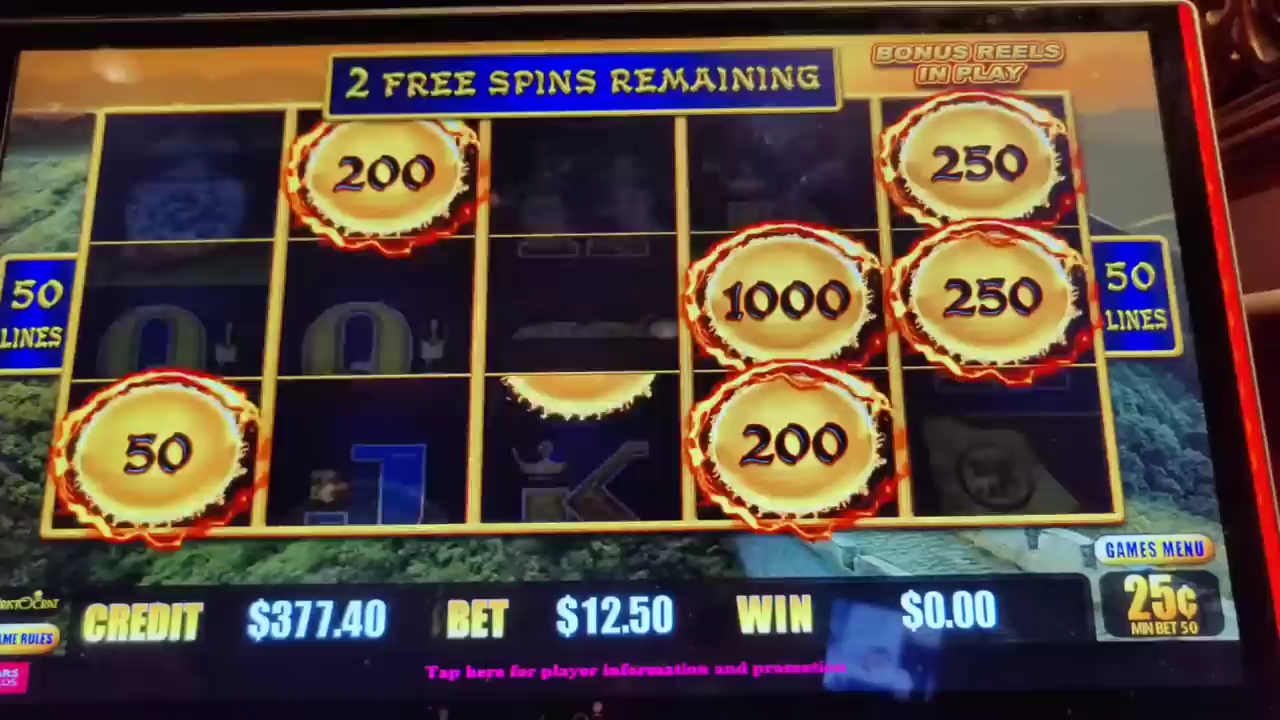 BONUS REELS
IN PLAY
2 FREE SPINS REMAINING
200
250
50
LINES
1000
250
50
LINES
Q
Q
50
200
J
K
GAMES MENU
CREDIT $377.40 BET $12.50 WIN $0.00
25¢
MIN BET 50
RULES
Tap here for player information and promotion